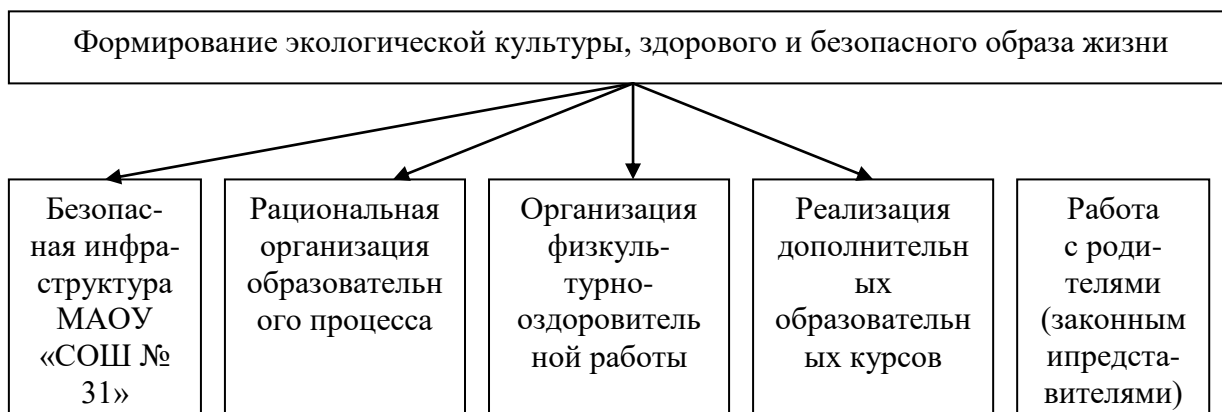 Формирование экологической культуры, здорового и безопасного образа жизни
Безопас-
ная инфра-
структура
МАОУ
«СОШ №
31»
Рациональная
организация
образовательн
ого процесса
Организация
физкуль-
турно-
оздоровитель
ной работы
Реализация
дополнительн
ых
образовательн
ых курсов
Работа
с роди-
телями
(законным
ипредста-
вителями)